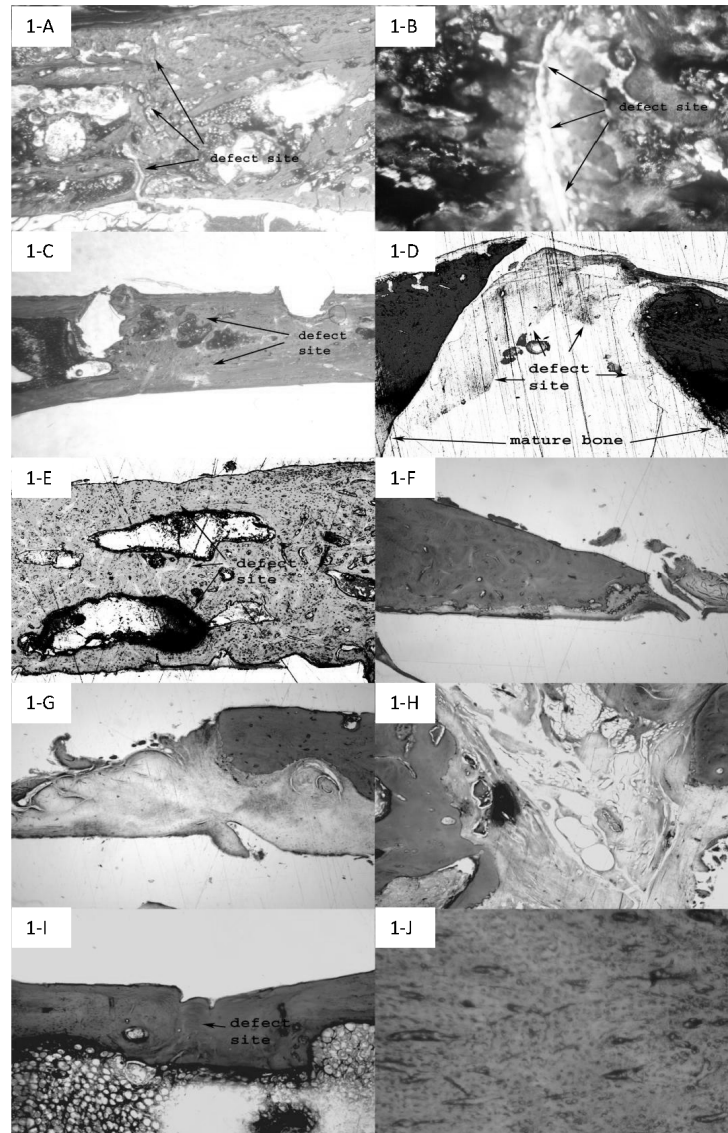 1-A
defect site
1-B
defect site
1-C
defect
site
1-D
defect
site
mature bone
1-E
defect
site
1-F
1-G
1-H
1-I
defect
site
1-J